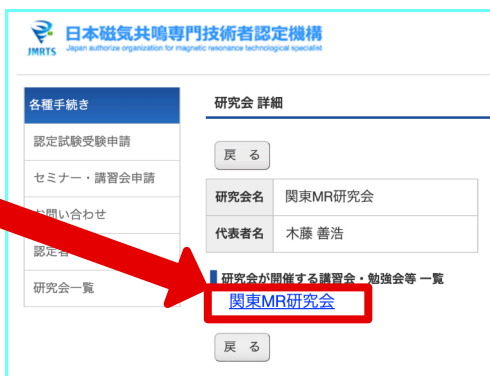 日本磁気共鳴専門技術者認定機構
JMRTS Japan authorize organization for magnetic resonance technological specialist
各種手続き
認定試験受験申請
セミナー・講習会申請
お問い合わせ
認定者
研究会一覧
研究会 詳細
戻 る
研究会名 関東MR研究会
代表者名 木藤 善浩
研究会が開催する講習会・勉強会等 一覧
関東MR研究会
戻 る